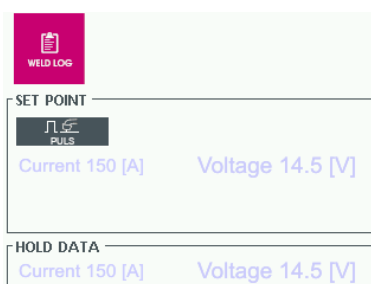 WELD LOG
SET POINT
PULS
Current 150 [A] Voltage 14.5 [V]
HOLD DATA
Current 150 [A] Voltage 14.5 [V]